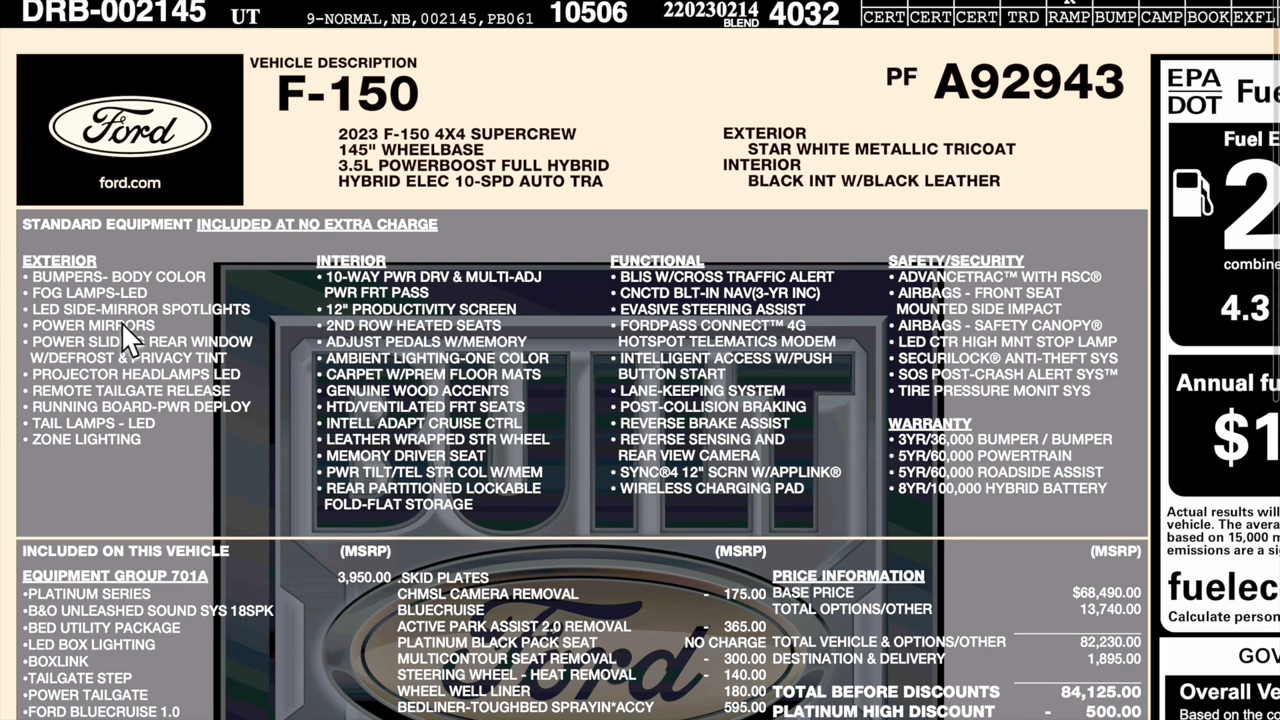 DRB-002145 UT 9-NORMAL,NB,002145,PB061 10506 220230214 BLEND 4032 CERT CERT CERT TRD RAMP BUMP CAMP BOOK EXFL
Ford
ford.com
VEHICLE DESCRIPTION
F-150
PF A92943
2023 F-150 4X4 SUPERCREW
145" WHEELBASE
3.5L POWERBOOST FULL HYBRID
HYBRID ELEC 10-SPD AUTO TRA
EXTERIOR
STAR WHITE METALLIC TRICOAT
INTERIOR
BLACK INT W/BLACK LEATHER
STANDARD EQUIPMENT INCLUDED AT NO EXTRA CHARGE
EXTERIOR
• BUMPERS- BODY COLOR
• FOG LAMPS-LED
• LED SIDE-MIRROR SPOTLIGHTS
• POWER MIRRORS
• POWER SLID REAR WINDOW
W/DEFROST & PRIVACY TINT
• PROJECTOR HEADLAMPS LED
• REMOTE TAILGATE RELEASE
• RUNNING BOARD-PWR DEPLOY
• TAIL LAMPS - LED
• ZONE LIGHTING
INTERIOR
• 10-WAY PWR DRV & MULTI-ADJ
PWR FRT PASS
• 12" PRODUCTIVITY SCREEN
• 2ND ROW HEATED SEATS
• ADJUST PEDALS W/MEMORY
• AMBIENT LIGHTING-ONE COLOR
• CARPET W/PREM FLOOR MATS
• GENUINE WOOD ACCENTS
• HTD/VENTILATED FRT SEATS
• INTELL ADAPT CRUISE CTRL
• LEATHER WRAPPED STR WHEEL
• MEMORY DRIVER SEAT
• PWR TILT/TEL STR COL W/MEM
• REAR PARTITIONED LOCKABLE
FOLD-FLAT STORAGE
FUNCTIONAL
• BLIS W/CROSS TRAFFIC ALERT
• CNCTD BLT-IN NAV(3-YR INC)
• EVASIVE STEERING ASSIST
• FORDPASS CONNECT™ 4G
HOTSPOT TELEMATICS MODEM
• INTELLIGENT ACCESS W/PUSH
BUTTON START
• LANE-KEEPING SYSTEM
• POST-COLLISION BRAKING
• REVERSE BRAKE ASSIST
• REVERSE SENSING AND
REAR VIEW CAMERA
• SYNC®4 12" SCRN W/APPLINK®
• WIRELESS CHARGING PAD
SAFETY/SECURITY
• ADVANCETRAC™ WITH RSC®
• AIRBAGS - FRONT SEAT
MOUNTED SIDE IMPACT
• AIRBAGS - SAFETY CANOPY®
• LED CTR HIGH MNT STOP LAMP
• SECURILOCK® ANTI-THEFT SYS
• SOS POST-CRASH ALERT SYS™
• TIRE PRESSURE MONIT SYS
WARRANTY
• 3YR/36,000 BUMPER / BUMPER
• 5YR/60,000 POWERTRAIN
• 5YR/60,000 ROADSIDE ASSIST
• 8YR/100,000 HYBRID BATTERY
BUILT
Ford
INCLUDED ON THIS VEHICLE (MSRP)
EQUIPMENT GROUP 701A 3,950.00
•PLATINUM SERIES
•B&O UNLEASHED SOUND SYS 18SPK
•BED UTILITY PACKAGE
•LED BOX LIGHTING
•BOXLINK
•TAILGATE STEP
•POWER TAILGATE
•FORD BLUECRUISE 1.0
(MSRP)
.SKID PLATES
CHMSL CAMERA REMOVAL - 175.00
BLUECRUISE
ACTIVE PARK ASSIST 2.0 REMOVAL - 365.00
PLATINUM BLACK PACK SEAT NO CHARGE
MULTICONTOUR SEAT REMOVAL - 300.00
STEERING WHEEL - HEAT REMOVAL - 140.00
WHEEL WELL LINER 180.00
BEDLINER-TOUGHBED SPRAYIN*ACCY 595.00
(MSRP)
PRICE INFORMATION
BASE PRICE $68,490.00
TOTAL OPTIONS/OTHER 13,740.00
TOTAL VEHICLE & OPTIONS/OTHER 82,230.00
DESTINATION & DELIVERY 1,895.00
TOTAL BEFORE DISCOUNTS 84,125.00
PLATINUM HIGH DISCOUNT - 500.00
EPA
DOT
Fue
Fuel E
2
combine
4.3
Annual fu
$1
Actual results will
vehicle. The avera
based on 15,000 m
emissions are a si
fuelec
Calculate person
GOV
Overall Ve
Based on the co